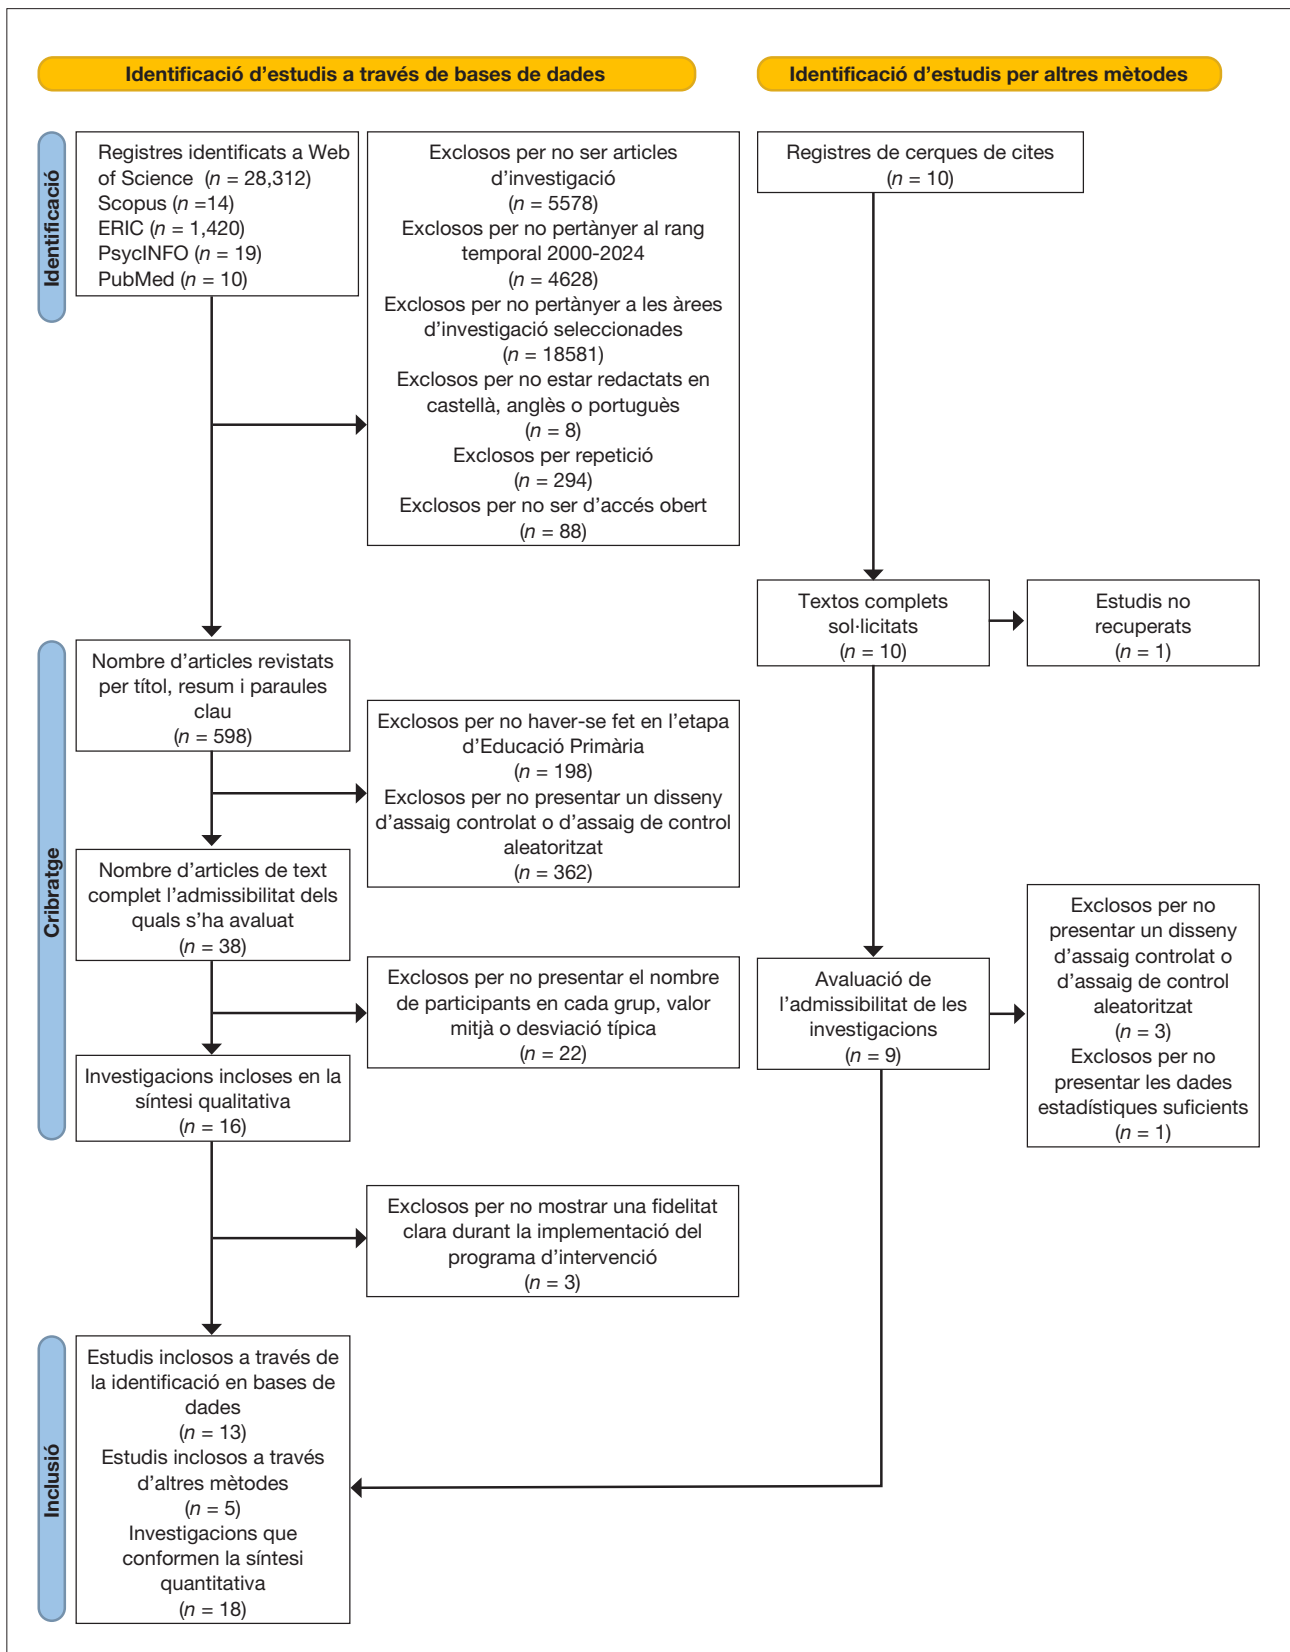 Identificació d'estudis a través de bases de dades
Identificació d'estudis per altres mètodes
Identificació
Registres identificats a Web
of Science (n = 28,312)
Scopus (n =14)
ERIC (n = 1,420)
PsycINFO (n = 19)
PubMed (n = 10)
Exclosos per no ser articles
d'investigació
(n = 5578)
Exclosos per no pertànyer al rang
temporal 2000-2024
(n = 4628)
Exclosos per no pertànyer a les àrees
d'investigació seleccionades
(n = 18581)
Exclosos per no estar redactats en
castellà, anglès o portuguès
(n = 8)
Exclosos per repetició
(n = 294)
Exclosos per no ser d'accés obert
(n = 88)
Registres de cerques de cites
(n = 10)
Textos complets
sol·licitats
(n = 10)
Estudis no
recuperats
(n = 1)
Cribratge
Nombre d'articles revistats
per títol, resum i paraules
clau
(n = 598)
Exclosos per no haver-se fet en l'etapa
d'Educació Primària
(n = 198)
Exclosos per no presentar un disseny
d'assaig controlat o d'assaig de control
aleatoritzat
(n = 362)
Nombre d'articles de text
complet l'admissibilitat dels
quals s'ha avaluat
(n = 38)
Exclosos per no presentar el nombre
de participants en cada grup, valor
mitjà o desviació típica
(n = 22)
Investigacions incloses en la
síntesi qualitativa
(n = 16)
Avaluació de
l'admissibilitat de les
investigacions
(n = 9)
Exclosos per no
presentar un disseny
d'assaig controlat o
d'assaig de control
aleatoritzat
(n = 3)
Exclosos per no
presentar les dades
estadístiques suficients
(n = 1)
Exclosos per no mostrar una fidelitat
clara durant la implementació del
programa d'intervenció
(n = 3)
Inclusió
Estudis inclosos a través de
la identificació en bases de
dades
(n = 13)
Estudis inclosos a través
d'altres mètodes
(n = 5)
Investigacions que
conformen la síntesi
quantitativa
(n = 18)